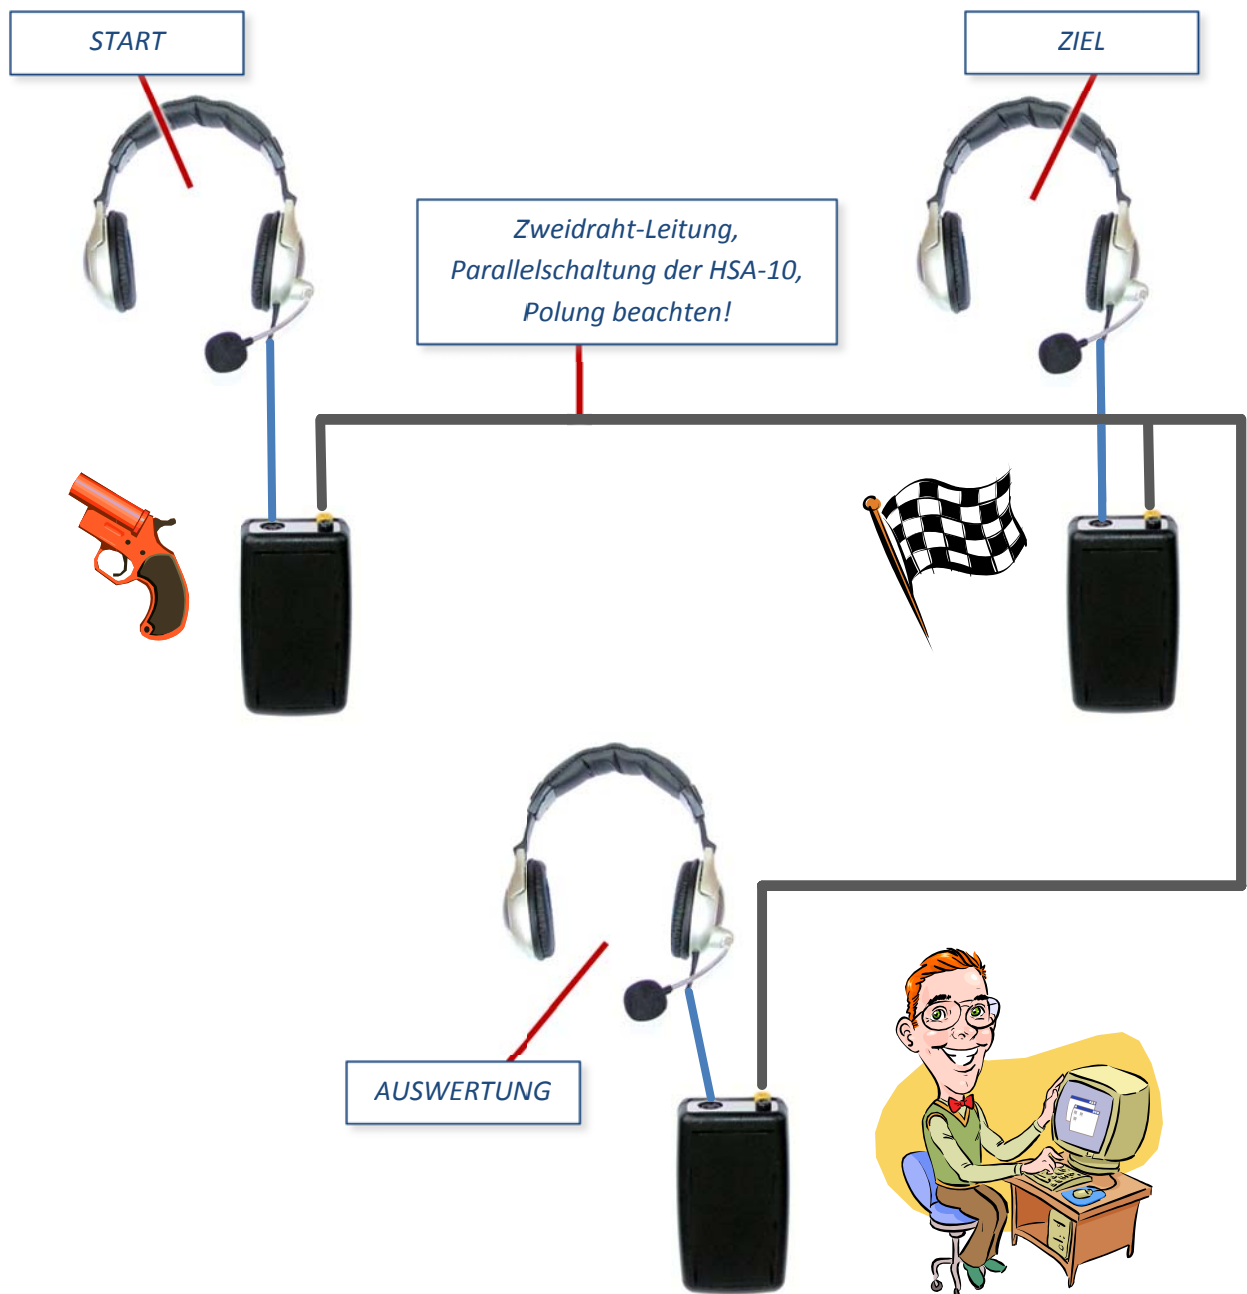 START
ZIEL
Zweidraht-Leitung,
Parallelschaltung der HSA-10,
Polung beachten!
AUSWERTUNG